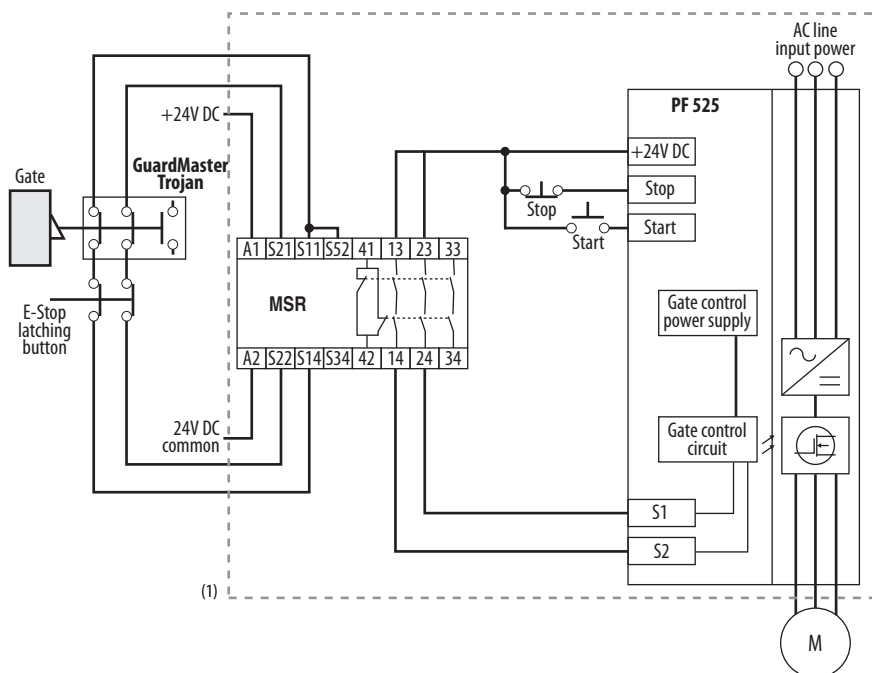 AC line
input power
PF 525
+24V DC
GuardMaster
Trojan
Gate
+24V DC
Stop
Stop
Start
Start
A1 S21 S11 S52 41 13 23 33
MSR
E-Stop
latching
button
Gate control
power supply
A2 S22 S14 S34 42 14 24 34
24V DC
common
Gate control
circuit
S1
S2
(1)
M